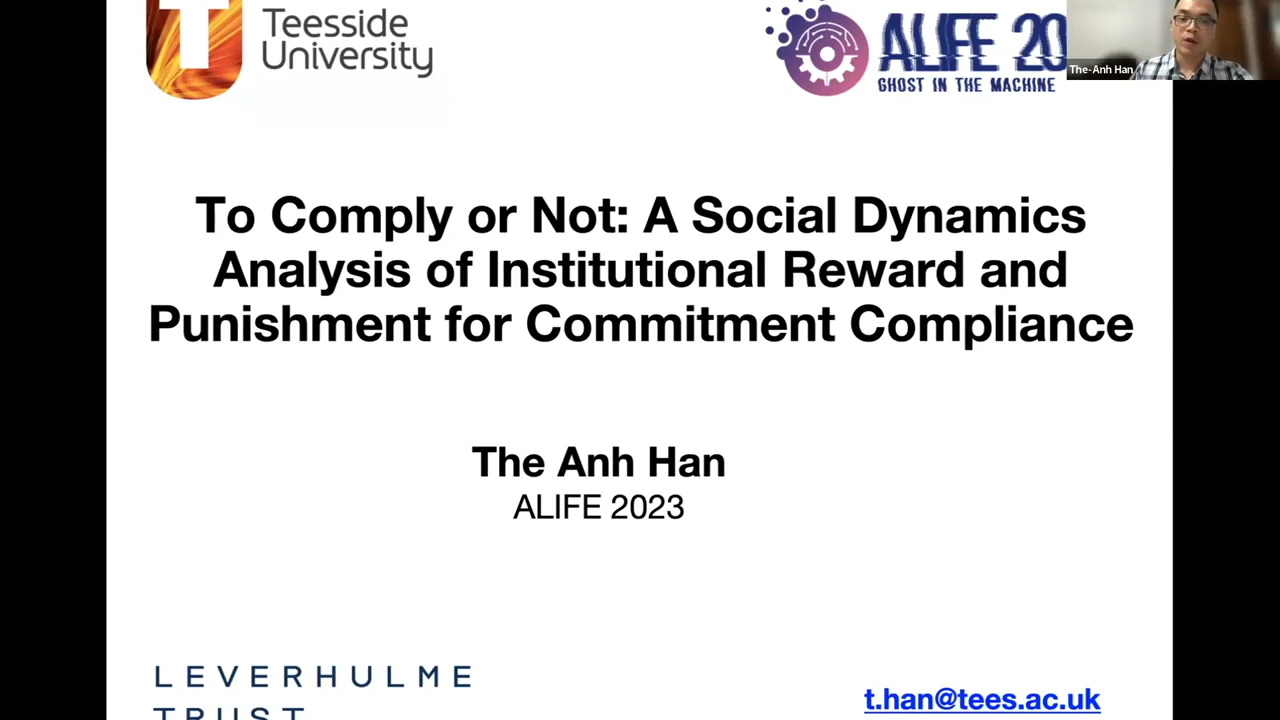 Teesside
University
ALIFE 20
GHOST IN THE MACHINE
The-Anh Han
To Comply or Not: A Social Dynamics
Analysis of Institutional Reward and
Punishment for Commitment Compliance
The Anh Han
ALIFE 2023
LEVERHULME
TRUST
t.han@tees.ac.uk